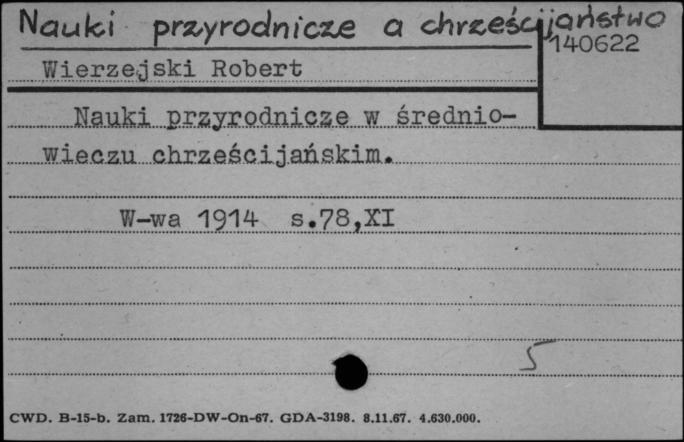 Nauki przyrodnicze a chrześcijaństwo
140622
Wierzejski Robert
Nauki przyrodnicze w średnio-
wieczu chrześcijańskim.
W-wa 1914 s.78,XI
5
CWD. B-15-b. Zam. 1726-DW-On-67. GDA-3198. 8.11.67. 4.630.000.